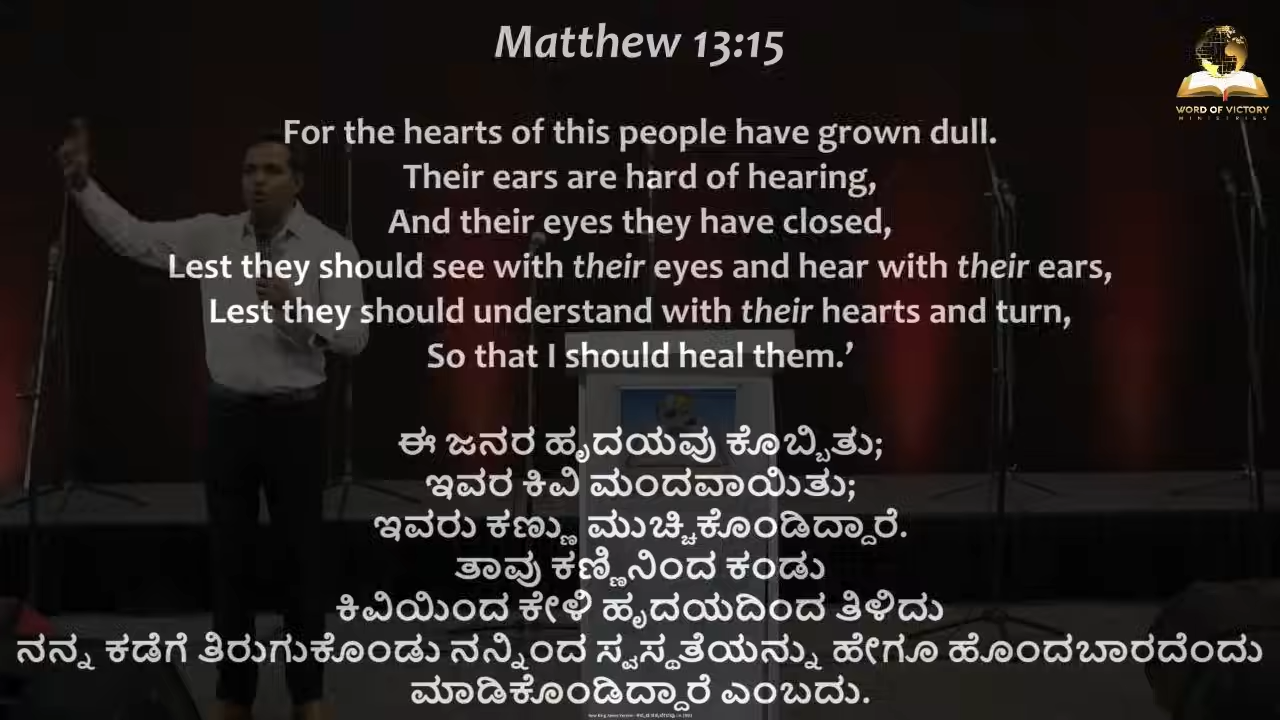 Matthew 13:15
WORD OF VICTORY
MINISTRIES
For the hearts of this people have grown dull.
Their ears are hard of hearing,
And their eyes they have closed,
Lest they should see with their eyes and hear with their ears,
Lest they should understand with their hearts and turn,
So that I should heal them.’
ಈ ಜನರ ಹೃದಯವು ಕೊಬ್ಬಿತು;
ಇವರ ಕಿವಿ ಮಂದವಾಯಿತು;
ಇವರು ಕಣ್ಣು ಮುಚ್ಚಿಕೊಂಡಿದ್ದಾರೆ.
ತಾವು ಕಣ್ಣಿನಿಂದ ಕಂಡು
ಕಿವಿಯಿಂದ ಕೇಳಿ ಹೃದಯದಿಂದ ತಿಳಿದು
ನನ್ನ ಕಡೆಗೆ ತಿರುಗುಕೊಂಡು ನನ್ನಿಂದ ಸ್ವಸ್ಥತೆಯನ್ನು ಹೇಗೂ ಹೊಂದಬಾರದೆಂದು
ಮಾಡಿಕೊಂಡಿದ್ದಾರೆ ಎಂಬದು.